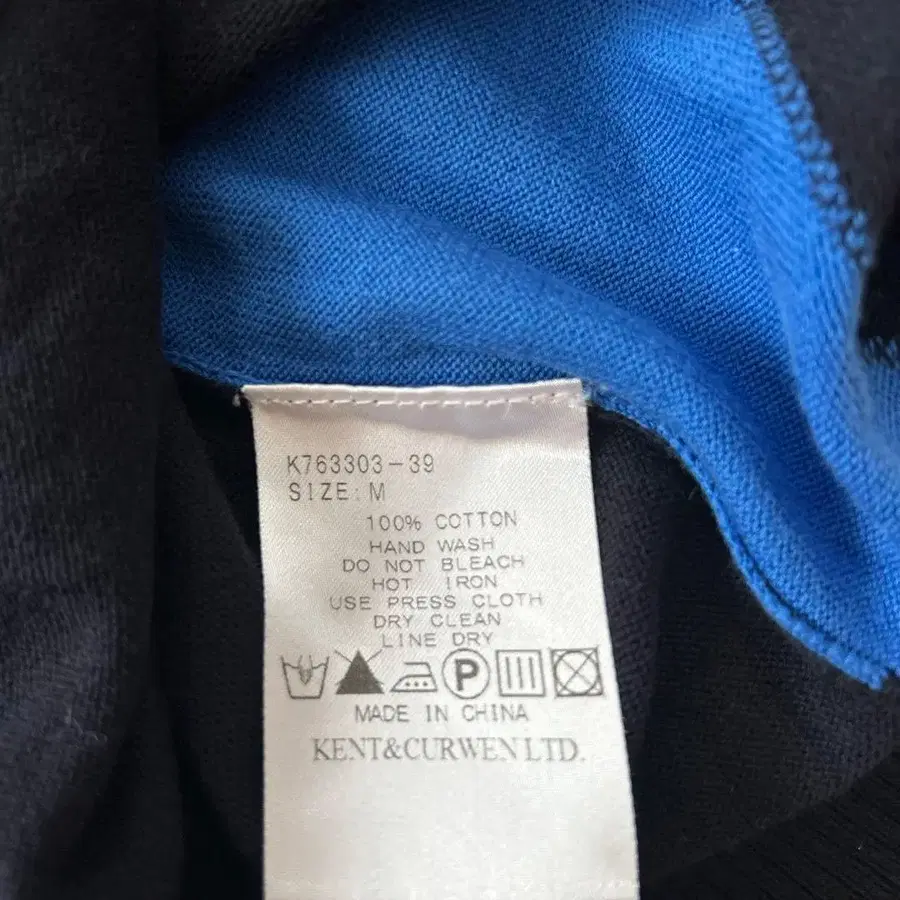 K763303-39
SIZE:M
100% COTTON
HAND WASH
DO NOT BLEACH
HOT IRON
USE PRESS CLOTH
DRY CLEAN
LINE DRY
P
MADE IN CHINA
KENT&CURWEN LTD.